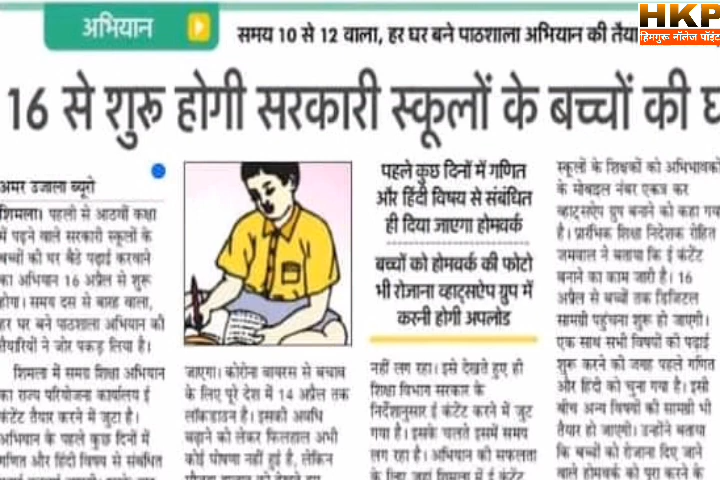 अभियान
समय 10 से 12 वाला, हर घर बने पाठशाला अभियान की
HKP
हिमगुरू नॉलेज पॉइंट
16 से शुरू होगी सरकारी स्कूलों के बच्चों की
अमर उजाला ब्यूरो
शिमला। पहली से आठवीं कक्षा
में पढ़ने वाले सरकारी स्कूलों के
बच्चों को घर बैठे पढ़ाई करवाने
का अभियान 16 अप्रैल से शुरू
होगा। समय दस से बारह वाला,
हर घर बने पाठशाला अभियान की
तैयारियों ने जोर पकड़ लिया है।
शिमला में समग्र शिक्षा अभियान
का राज्य परियोजना कार्यालय ई
कंटेंट तैयार करने में जुटा है।
अभियान के पहले कुछ दिनों में
गणित और हिंदी विषय से संबंधित
जाएगा। कोरोना वायरस से बचाव
के लिए पूरे देश में 14 अप्रैल तक
लॉकडाउन है। इसकी अवधि
बढ़ाने को लेकर फिलहाल अभी
कोई घोषणा नहीं हुई है, लेकिन
पहले कुछ दिनों में गणित
और हिंदी विषय से संबंधित
ही दिया जाएगा होमवर्क
बच्चों को होमवर्क की फोटो
भी रोजाना व्हाट्सऐप ग्रुप में
करनी होगी अपलोड
नहीं लग रहा। इसे देखते हुए ही
शिक्षा विभाग सरकार के
निर्देशानुसार ई कंटेंट करने में जुट
गया है। इसके चलते इसमें समय
लग रहा है। अभियान की सफलता
के लिए जहां शिमला में ई कंटेंट
स्कूलों के शिक्षकों को अभिभावकों
के मोबाइल नंबर एकत्र कर
व्हाट्सऐप ग्रुप बनाने को कहा गया
है। प्रारंभिक शिक्षा निदेशक रोहित
जमवाल ने बताया कि ई कंटेंट
बनाने का काम जारी है। 16
अप्रैल से बच्चों तक डिजिटल
सामग्री पहुंचना शुरू हो जाएगी।
एक साथ सभी विषयों की पढ़ाई
शुरू करने की जगह पहले गणित
और हिंदी को चुना गया है। इसी
बीच अन्य विषयों की सामग्री भी
तैयार हो जाएगी। उन्होंने बताया
कि बच्चों को रोजाना दिए जाने
वाले होमवर्क को पूरा करने के